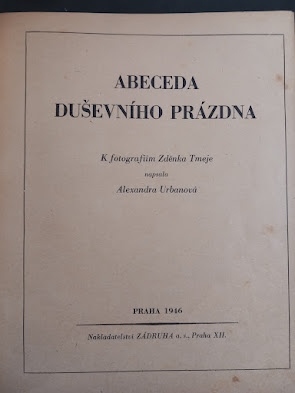 ABECEDA
DUŠEVNÍHO PRÁZDNA
K fotografiím Zdeňka Tmeje
napsala
Alexandra Urbanová
PRAHA 1946
Nakladatelství ZÁDRUHA a. s., Praha XII.